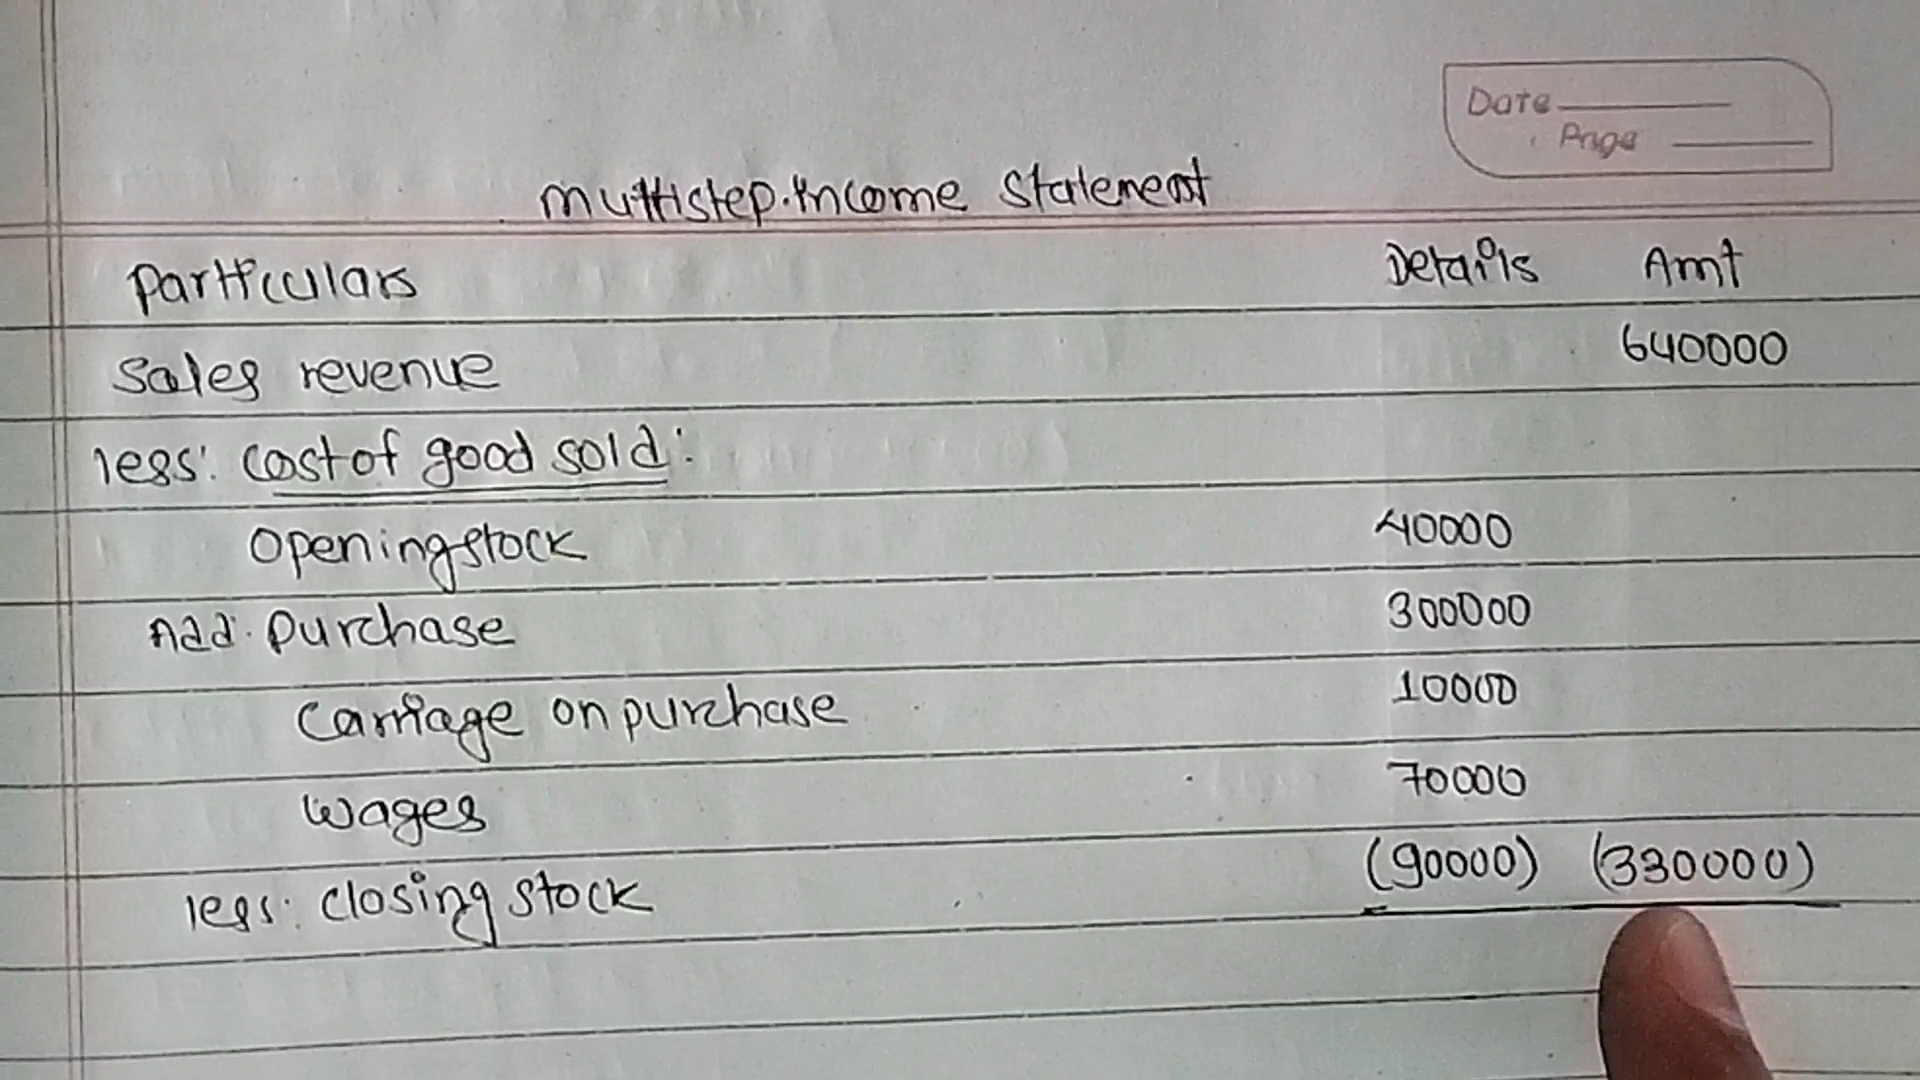 Date
Page
Multistep Income Statement
Particulars Details Amt
Sales revenue 640000
less: Cost of good sold:
Opening stock 40000
Add: Purchase 300000
Carriage on purchase 10000
Wages 70000
less: Closing stock (90000) (330000)